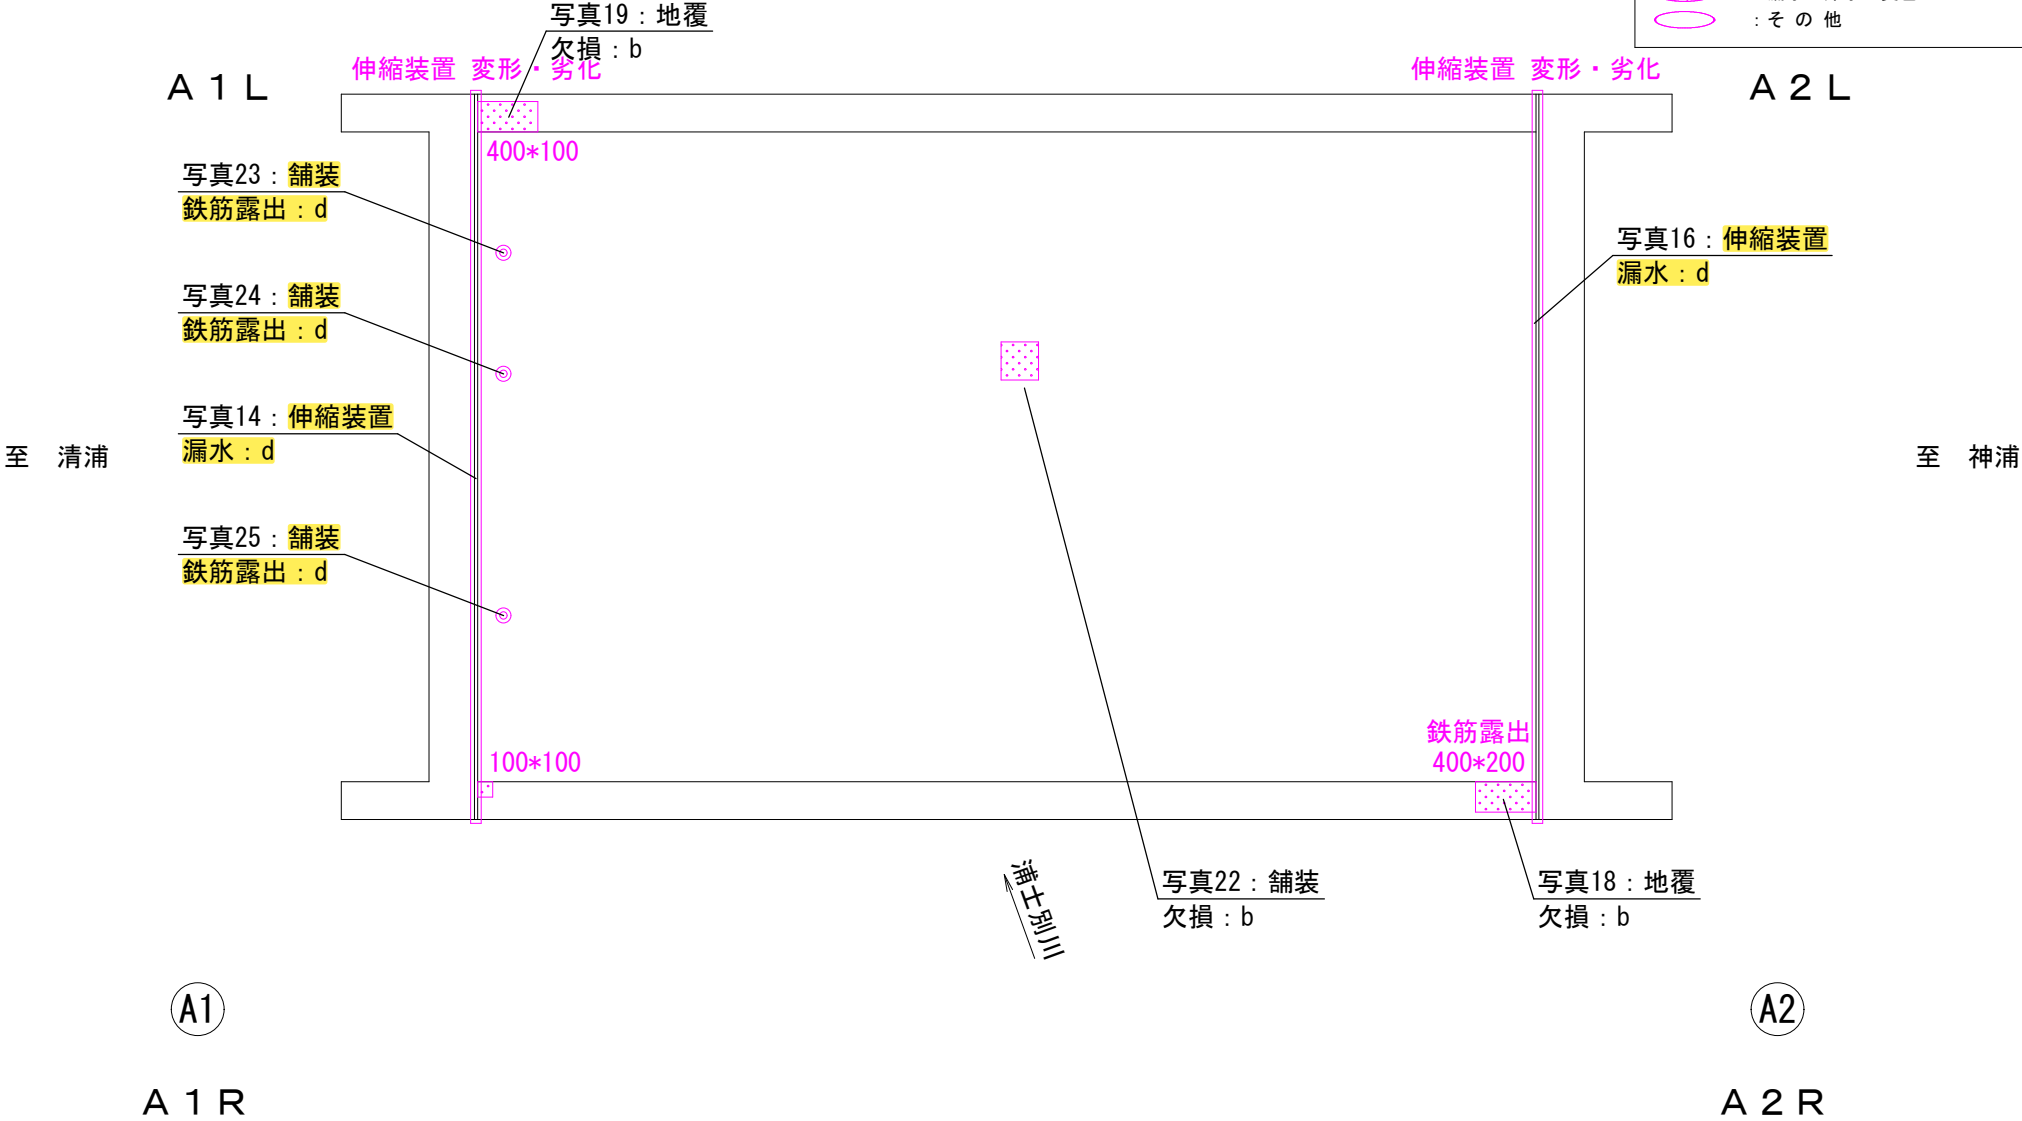 写真19：地覆
欠損：b
：その他
伸縮装置 変形・劣化
伸縮装置 変形・劣化
A1L
A2L
400*100
写真23：舗装
鉄筋露出：d
写真16：伸縮装置
漏水：d
写真24：舗装
鉄筋露出：d
写真14：伸縮装置
漏水：d
至　清浦
至　神浦
写真25：舗装
鉄筋露出：d
鉄筋露出
400*200
100*100
浦士別川
写真22：舗装
欠損：b
写真18：地覆
欠損：b
A1
A2
A1R
A2R